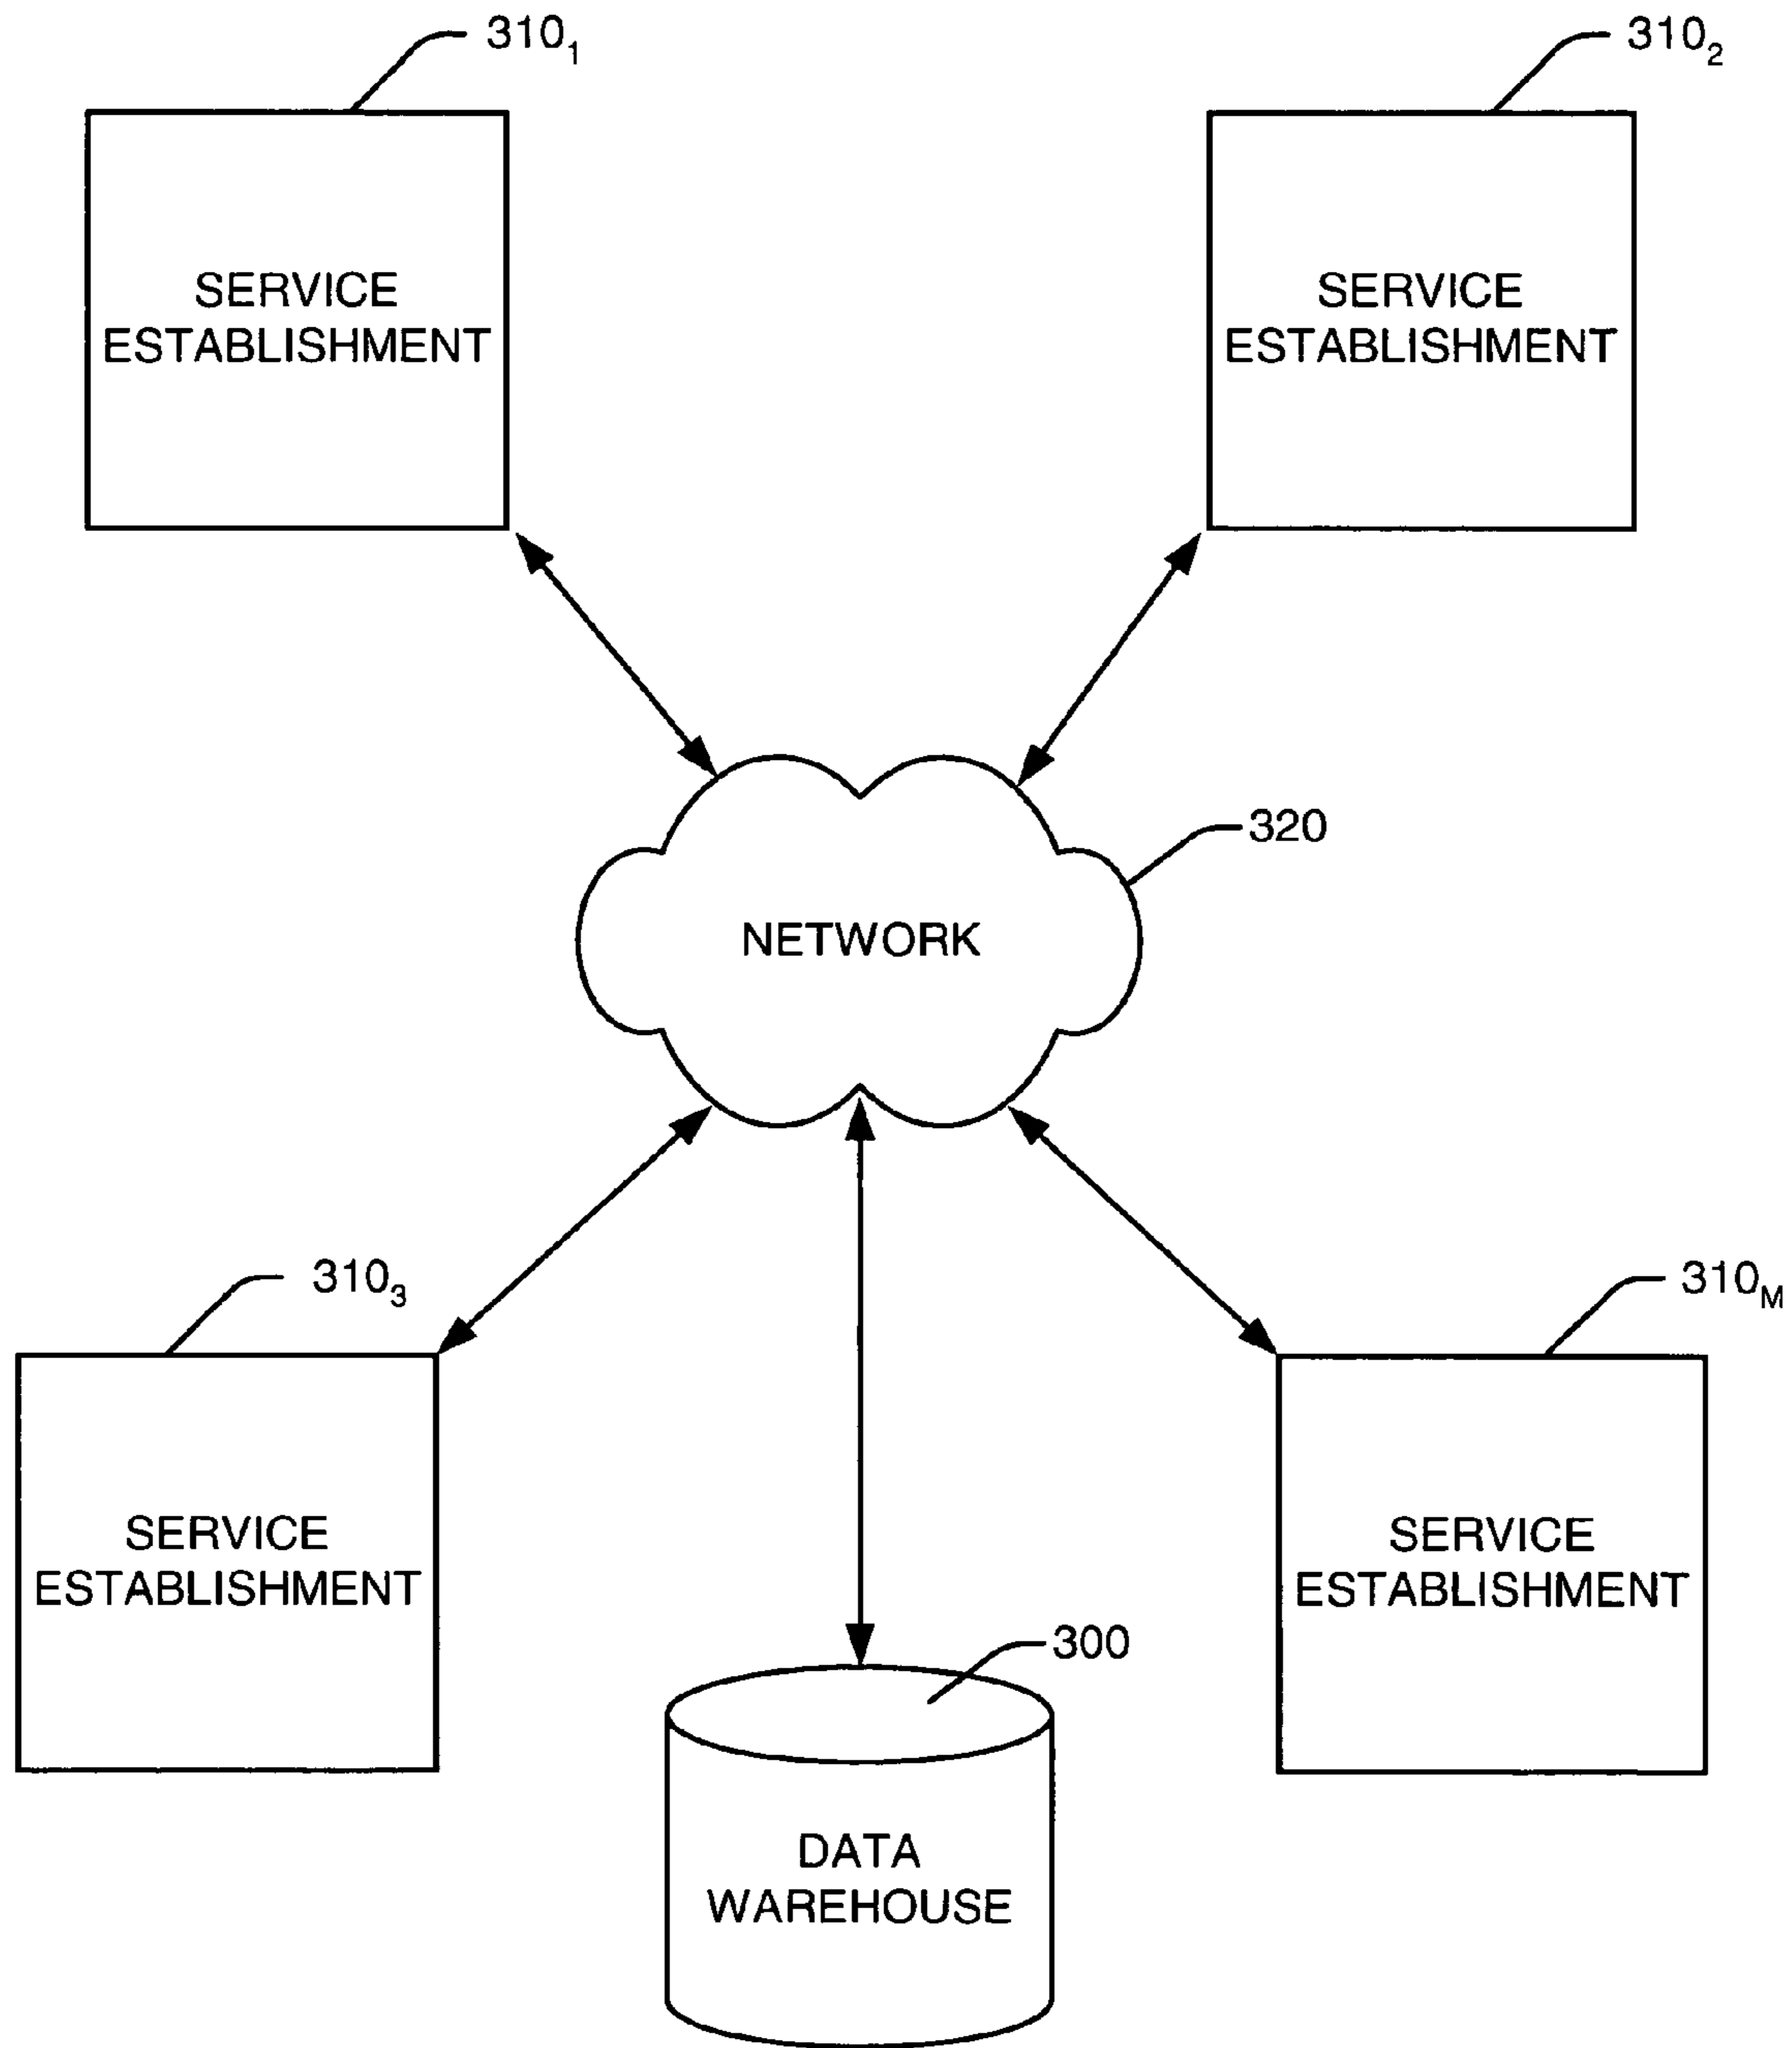 310₁
310₂
SERVICE
ESTABLISHMENT
SERVICE
ESTABLISHMENT
320
NETWORK
310₃
310M
SERVICE
ESTABLISHMENT
SERVICE
ESTABLISHMENT
300
DATA
WAREHOUSE